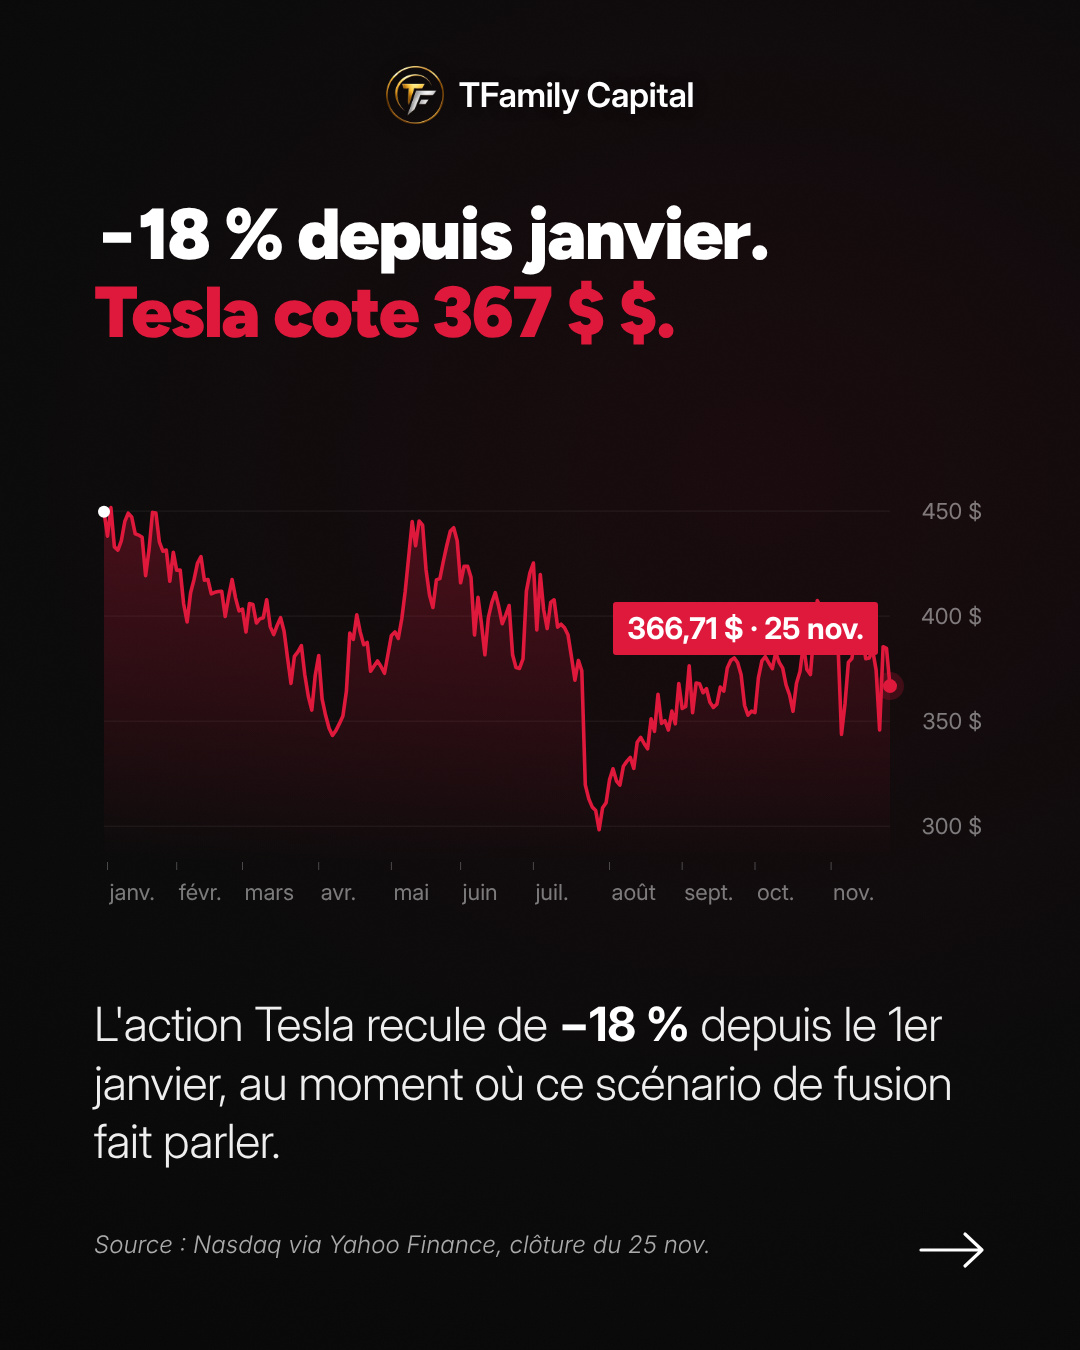 TF TFamily Capital
-18 % depuis janvier.
Tesla cote 367 $ $.
450 $
400 $
366,71 $ · 25 nov.
350 $
300 $
janv. févr. mars avr. mai juin juil. août sept. oct. nov.
L'action Tesla recule de -18 % depuis le 1er
janvier, au moment où ce scénario de fusion
fait parler.
Source : Nasdaq via Yahoo Finance, clôture du 25 nov.